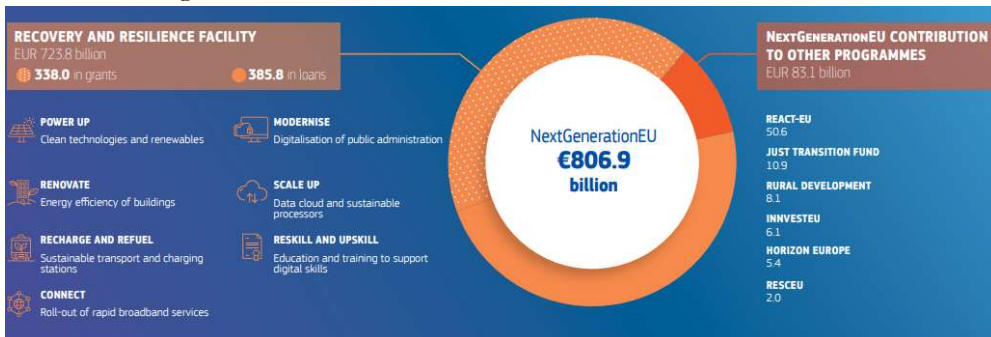 RECOVERY AND RESILIENCE FACILITY
EUR 723.8 billion
338.0 in grants
385.8 in loans
POWER UP
Clean technologies and renewables
RENOVATE
Energy efficiency of buildings
RECHARGE AND REFUEL
Sustainable transport and charging
stations
CONNECT
Roll-out of rapid broadband services
MODERNISE
Digitalisation of public administration
SCALE UP
Data cloud and sustainable
processors
RESKILL AND UPSKILL
Education and training to support
digital skills
NextGenerationEU
€806.9
billion
NEXTGENERATIONEU CONTRIBUTION
TO OTHER PROGRAMMES
EUR 83.1 billion
REACT-EU
50.6
JUST TRANSITION FUND
10.9
RURAL DEVELOPMENT
8.1
INNVESTEU
6.1
HORIZON EUROPE
5.4
RESCEU
2.0